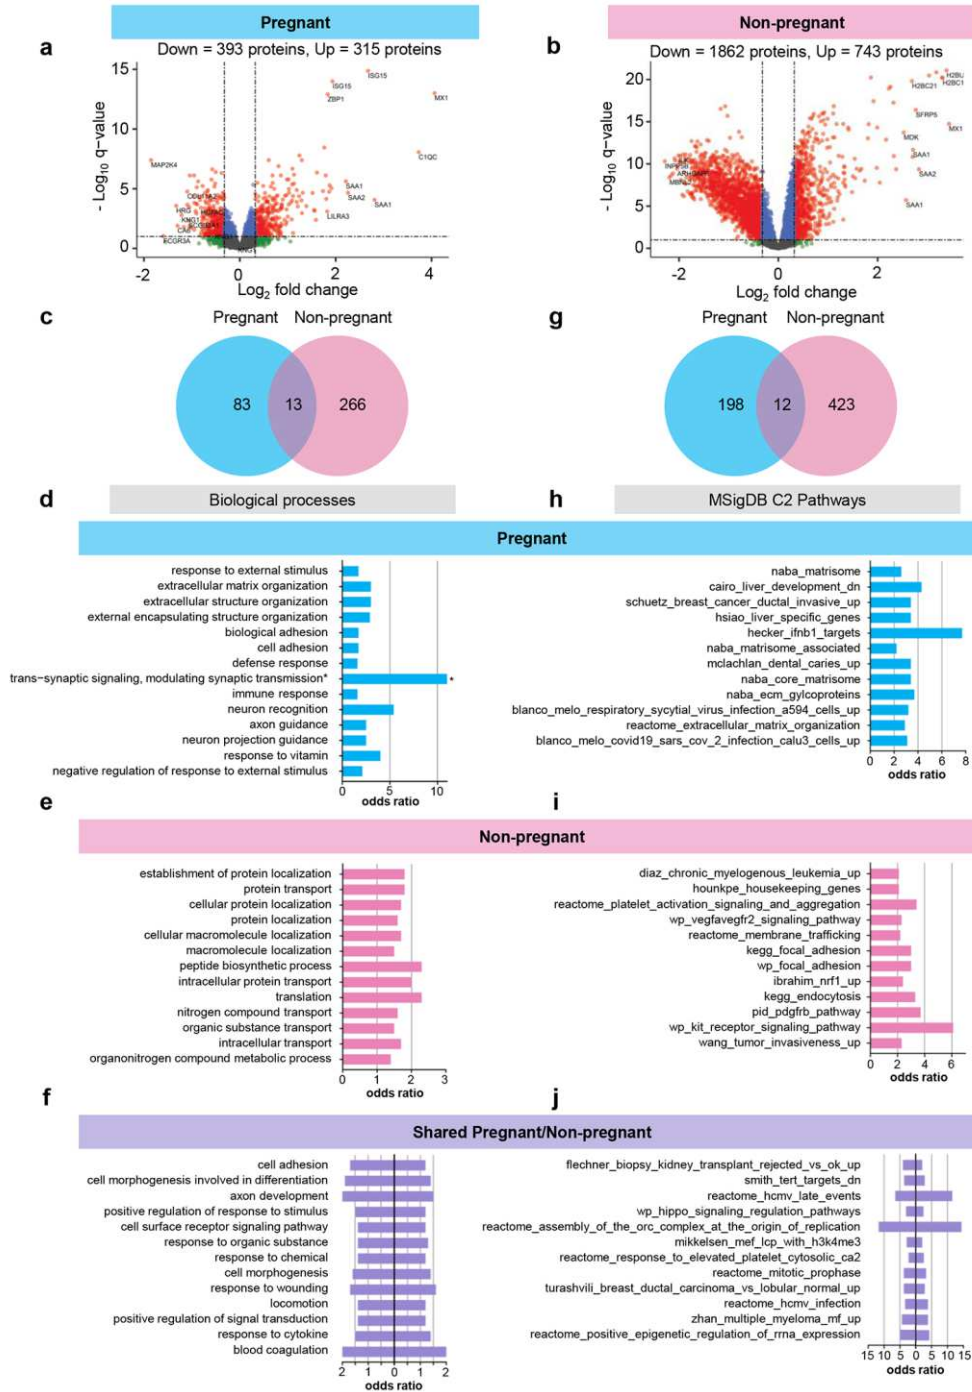 Pregnant
Non-pregnant
a
Down = 393 proteins, Up = 315 proteins
b
Down = 1862 proteins, Up = 743 proteins
15
10
5
0
- Log10 q-value
ISG15
ISG15
ZBP1
MX1
C1QC
MAP2K4
SAA1
SAA2
SAA1
LILRA3
HRG
KNG1
FCGR3A
KNG1
-2
0
2
4
Log2 fold change
20
15
10
5
0
- Log10 q-value
H2BU
H2BC21
H2BC1
SFRP5
MX1
MDK
SAA1
SAA2
SAA1
-2
0
2
Log2 fold change
c
Pregnant
Non-pregnant
83
13
266
g
Pregnant
Non-pregnant
198
12
423
d
Biological processes
h
MSigDB C2 Pathways
Pregnant
response to external stimulus
extracellular matrix organization
extracellular structure organization
external encapsulating structure organization
biological adhesion
cell adhesion
defense response
trans-synaptic signaling, modulating synaptic transmission*
*
immune response
neuron recognition
axon guidance
neuron projection guidance
response to vitamin
negative regulation of response to external stimulus
0 5 10
odds ratio
naba_matrisome
cairo_liver_development_dn
schuetz_breast_cancer_ductal_invasive_up
hsiao_liver_specific_genes
hecker_ifnb1_targets
naba_matrisome_associated
mclachlan_dental_caries_up
naba_core_matrisome
naba_ecm_gylcoproteins
blanco_melo_respiratory_sycytial_virus_infection_a594_cells_up
reactome_extracellular_matrix_organization
blanco_melo_covid19_sars_cov_2_infection_calu3_cells_up
0 2 4 6 8
odds ratio
e
i
Non-pregnant
establishment of protein localization
protein transport
cellular protein localization
protein localization
cellular macromolecule localization
macromolecule localization
peptide biosynthetic process
intracellular protein transport
translation
nitrogen compound transport
organic substance transport
intracellular transport
organonitrogen compound metabolic process
0 1 2 3
odds ratio
diaz_chronic_myelogenous_leukemia_up
hounkpe_housekeeping_genes
reactome_platelet_activation_signaling_and_aggregation
wp_vegfavegfr2_signaling_pathway
reactome_membrane_trafficking
kegg_focal_adhesion
wp_focal_adhesion
ibrahim_nrf1_up
kegg_endocytosis
pid_pdgfrb_pathway
wp_kit_receptor_signaling_pathway
wang_tumor_invasiveness_up
0 2 4 6
odds ratio
f
j
Shared Pregnant/Non-pregnant
cell adhesion
cell morphogenesis involved in differentiation
axon development
positive regulation of response to stimulus
cell surface receptor signaling pathway
response to organic substance
response to chemical
cell morphogenesis
response to wounding
locomotion
positive regulation of signal transduction
response to cytokine
blood coagulation
2 1 0 1 2
odds ratio
flechner_biopsy_kidney_transplant_rejected_vs_ok_up
smith_tert_targets_dn
reactome_hcmv_late_events
wp_hippo_signaling_regulation_pathways
reactome_assembly_of_the_orc_complex_at_the_origin_of_replication
mikkelsen_mef_lcp_with_h3k4me3
reactome_response_to_elevated_platelet_cytosolic_ca2
reactome_mitotic_prophase
turashvili_breast_ductal_carcinoma_vs_lobular_normal_up
reactome_hcmv_infection
zhan_multiple_myeloma_mf_up
reactome_positive_epigenetic_regulation_of_rrna_expression
15 10 5 0 5 10 15
odds ratio